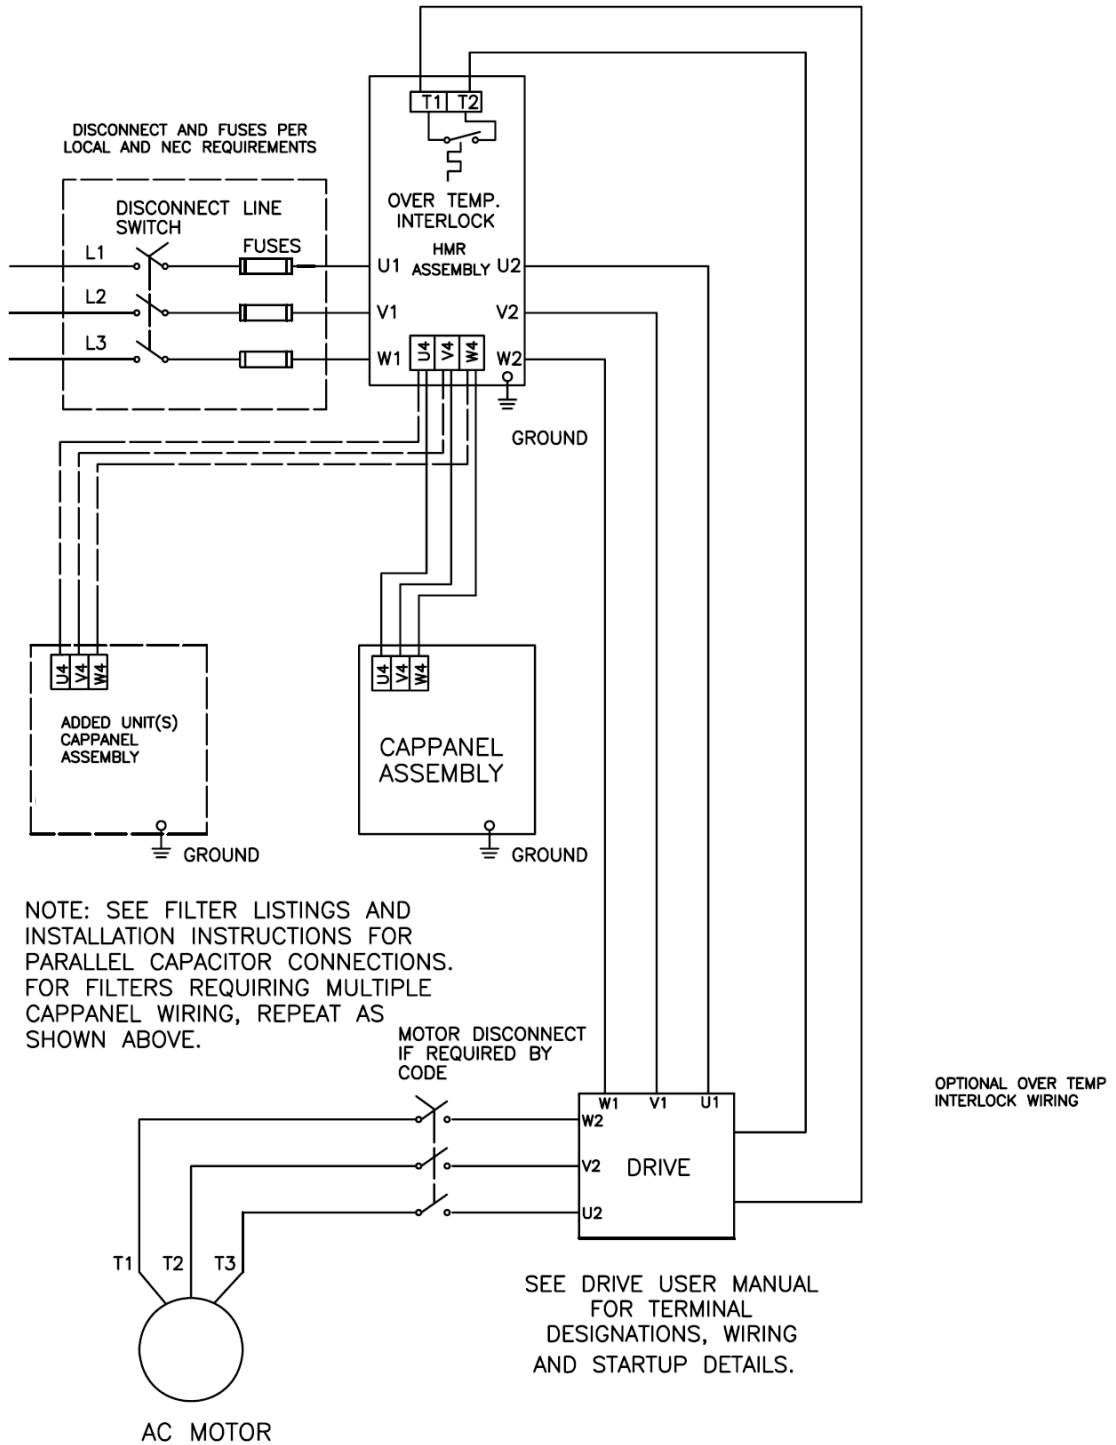 T1 T2
DISCONNECT AND FUSES PER
LOCAL AND NEC REQUIREMENTS
OVER TEMP.
INTERLOCK
DISCONNECT LINE
SWITCH
FUSES
HMR
ASSEMBLY
L1
U1
U2
L2
V1
V2
L3
W1
U4 V4 W4
W2
GROUND
U4 V4 W4
ADDED UNIT(S)
CAPPANEL
ASSEMBLY
GROUND
U4 V4 W4
CAPPANEL
ASSEMBLY
GROUND
NOTE: SEE FILTER LISTINGS AND
INSTALLATION INSTRUCTIONS FOR
PARALLEL CAPACITOR CONNECTIONS.
FOR FILTERS REQUIRING MULTIPLE
CAPPANEL WIRING, REPEAT AS
SHOWN ABOVE.
MOTOR DISCONNECT
IF REQUIRED BY
CODE
OPTIONAL OVER TEMP
INTERLOCK WIRING
W1 V1 U1
W2
V2
DRIVE
U2
T1 T2 T3
SEE DRIVE USER MANUAL
FOR TERMINAL
DESIGNATIONS, WIRING
AND STARTUP DETAILS.
AC MOTOR